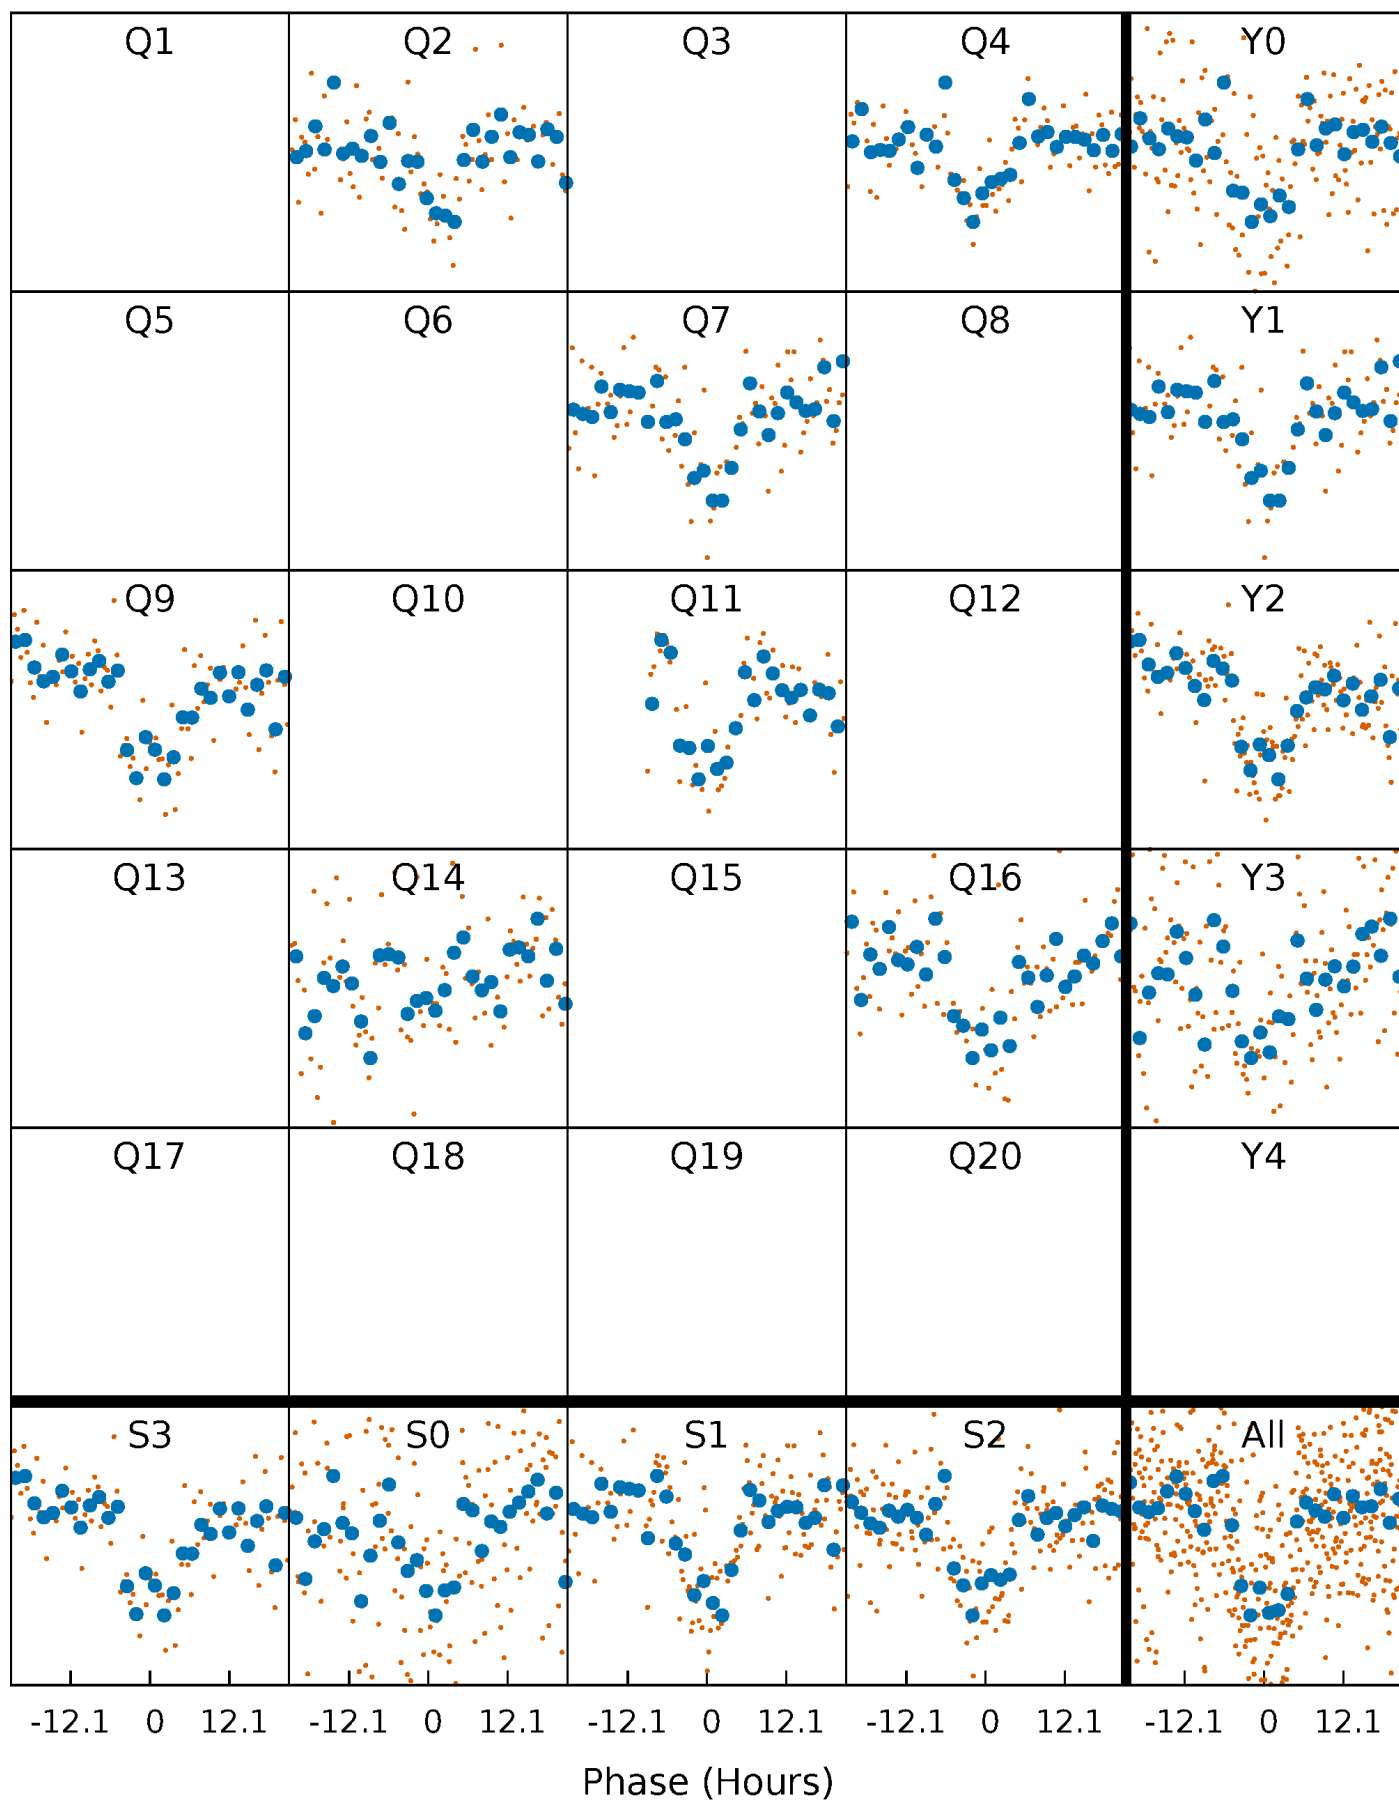 Q1 Q2 Q3 Q4 Y0
Q5 Q6 Q7 Q8 Y1
Q9 Q10 Q11 Q12 Y2
Q13 Q14 Q15 Q16 Y3
Q17 Q18 Q19 Q20 Y4
S3 S0 S1 S2 All
-12.1 0 12.1 -12.1 0 12.1 -12.1 0 12.1 -12.1 0 12.1 -12.1 0 12.1
Phase (Hours)